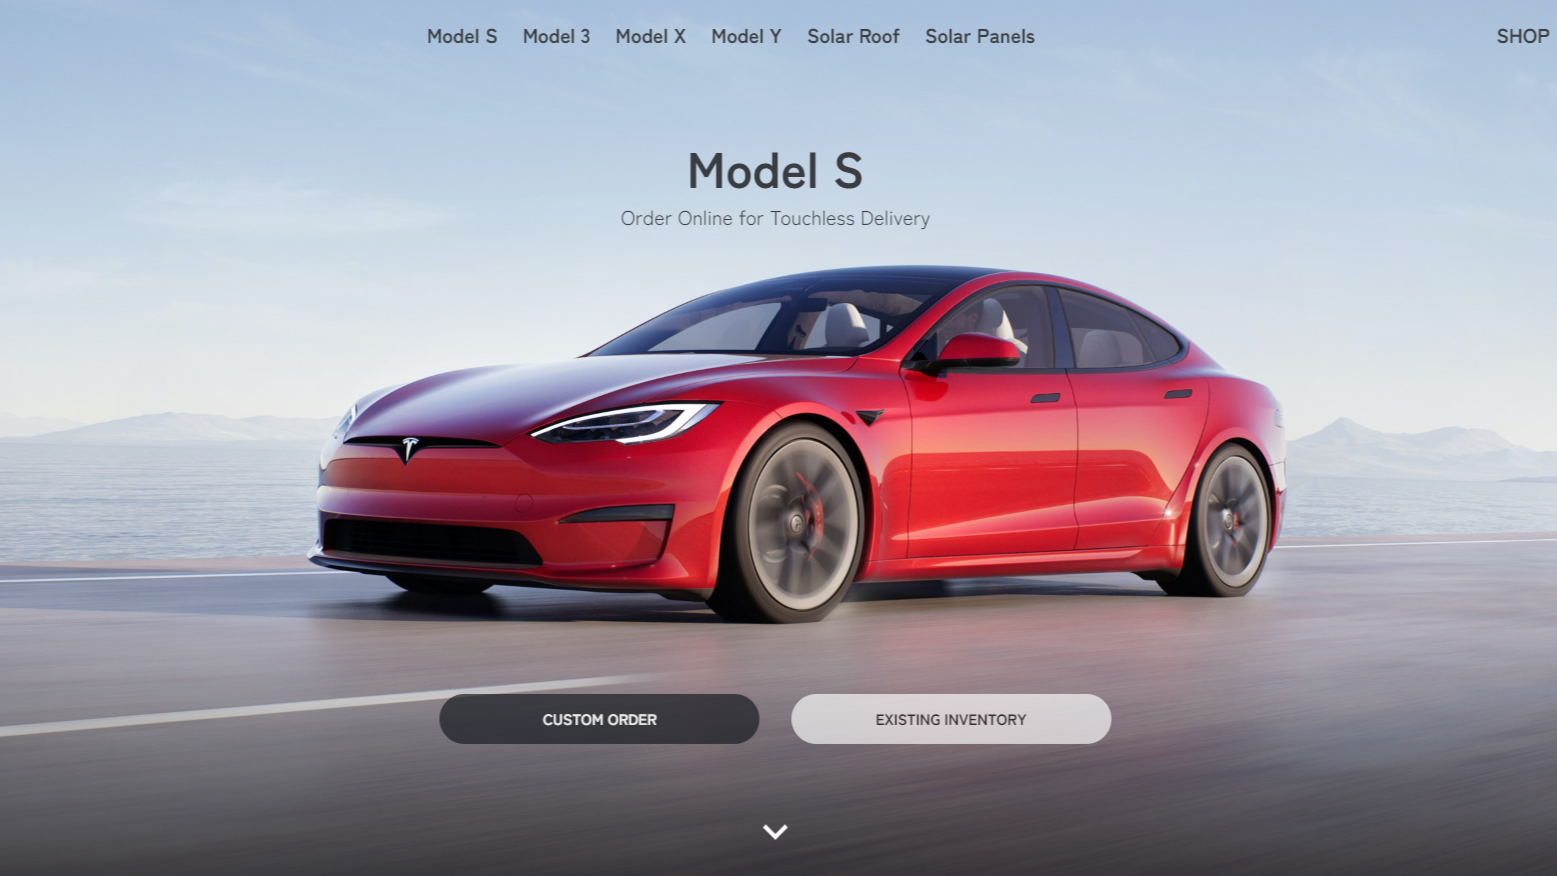 Model S Model 3 Model X Model Y Solar Roof Solar Panels SHOP
Model S
Order Online for Touchless Delivery
CUSTOM ORDER EXISTING INVENTORY